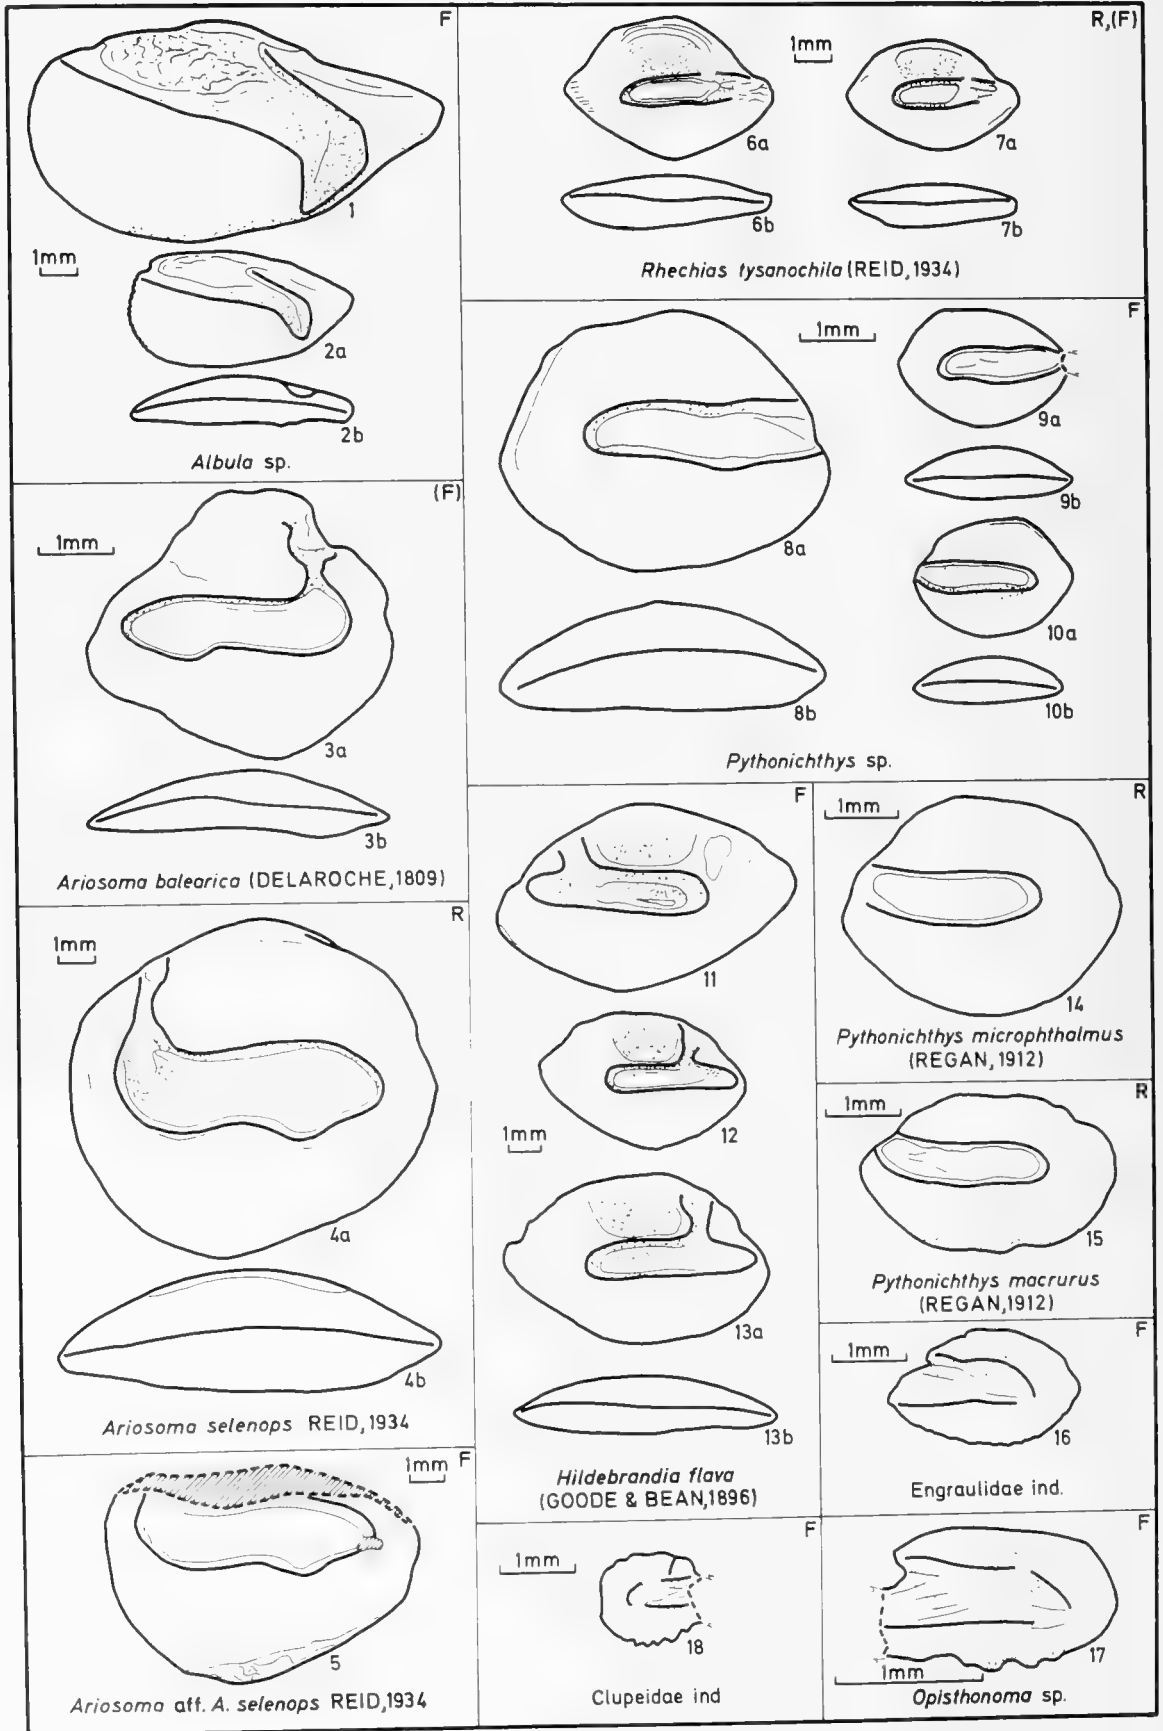 F
1
1mm
2a
2b
Albula sp.
(F)
1mm
3a
3b
Ariosoma balearica (DELAROCHE,1809)
R
1mm
4a
4b
Ariosoma selenops REID,1934
1mm F
5
Ariosoma aff. A. selenops REID,1934
R,(F)
1mm
6a
7a
6b
7b
Rhechias tysanochila (REID,1934)
F
1mm
8a
9a
9b
10a
8b
10b
Pythonichthys sp.
F
11
12
1mm
13a
13b
Hildebrandia flava
(GOODE & BEAN,1896)
R
1mm
14
Pythonichthys microphthalmus
(REGAN,1912)
R
1mm
15
Pythonichthys macrurus
(REGAN,1912)
F
1mm
16
Engraulidae ind.
F
1mm
18
Clupeidae ind
F
17
1mm
Opisthonoma sp.